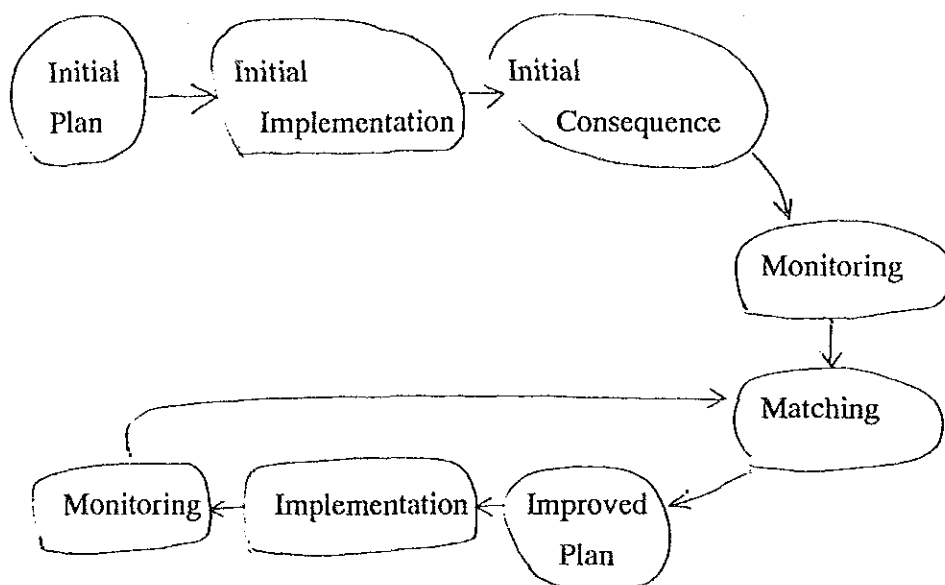 Initial Initial Initial
Plan Implementation Consequence
Monitoring
Matching
Monitoring Implementation Improved
Plan